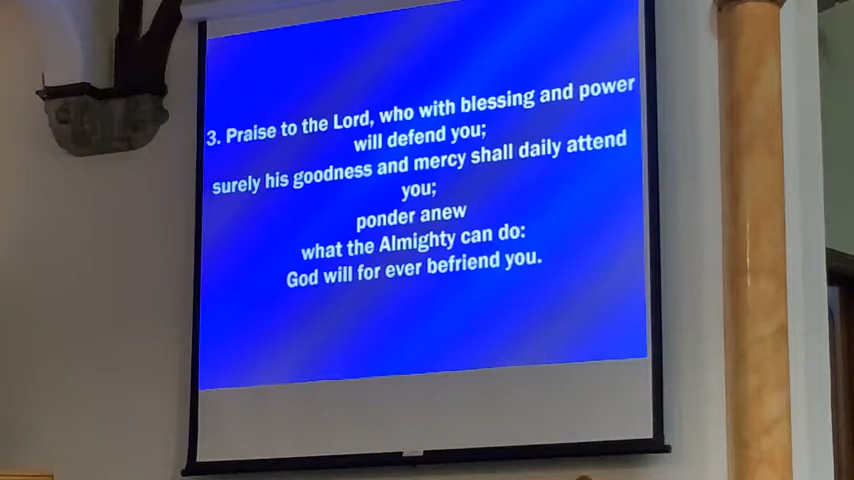 3. Praise to the Lord, who with blessing and power
will defend you;
surely his goodness and mercy shall daily attend
you;
ponder anew
what the Almighty can do:
God will for ever befriend you.